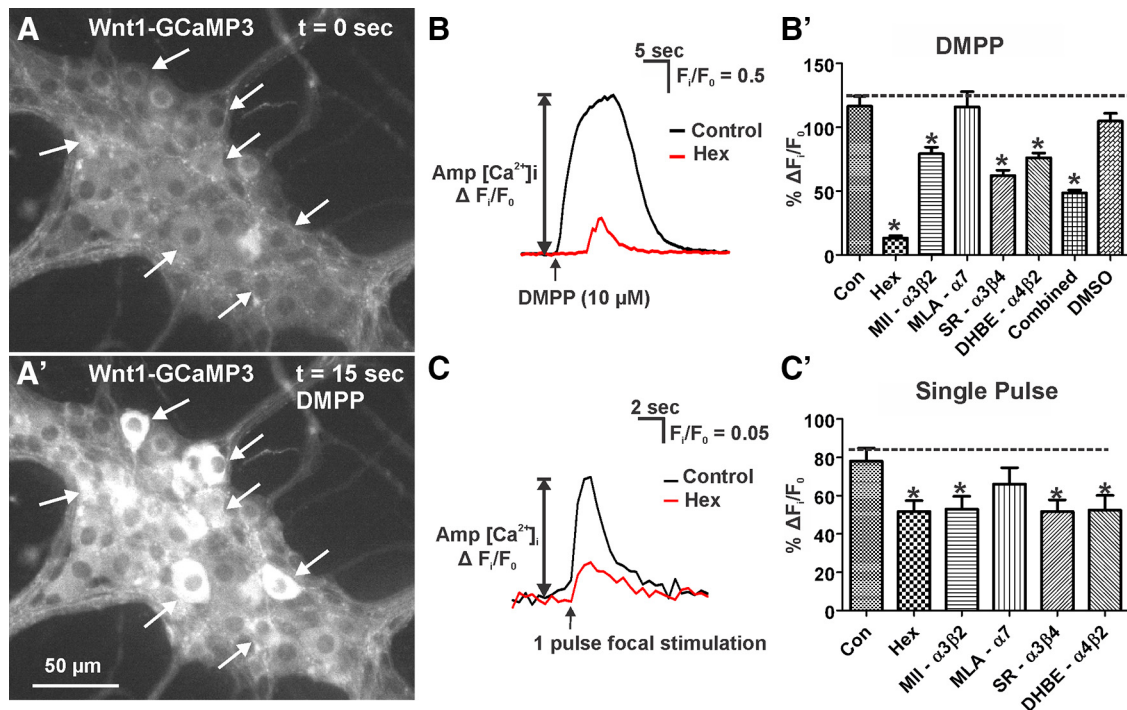 A
Wnt1-GCaMP3 t = 0 sec
A’
Wnt1-GCaMP3 t = 15 sec
DMPP
50 µm
B
5 sec
Fi/F0 = 0.5
Control
Hex
Amp [Ca2+]i
Δ Fi/F0
DMPP (10 µM)
B’
DMPP
% ΔFi/F0
150
100
50
0
* * * * *
Con
Hex
MII - α3β2
MLA - α7
SR - α3β4
DHBE - α4β2
Combined
DMSO
C
2 sec
Fi/F0 = 0.05
Control
Hex
Amp [Ca2+]i
Δ Fi/F0
1 pulse focal stimulation
C’
Single Pulse
% ΔFi/F0
100
80
60
40
20
0
* * * *
Con
Hex
MII - α3β2
MLA - α7
SR - α3β4
DHBE - α4β2